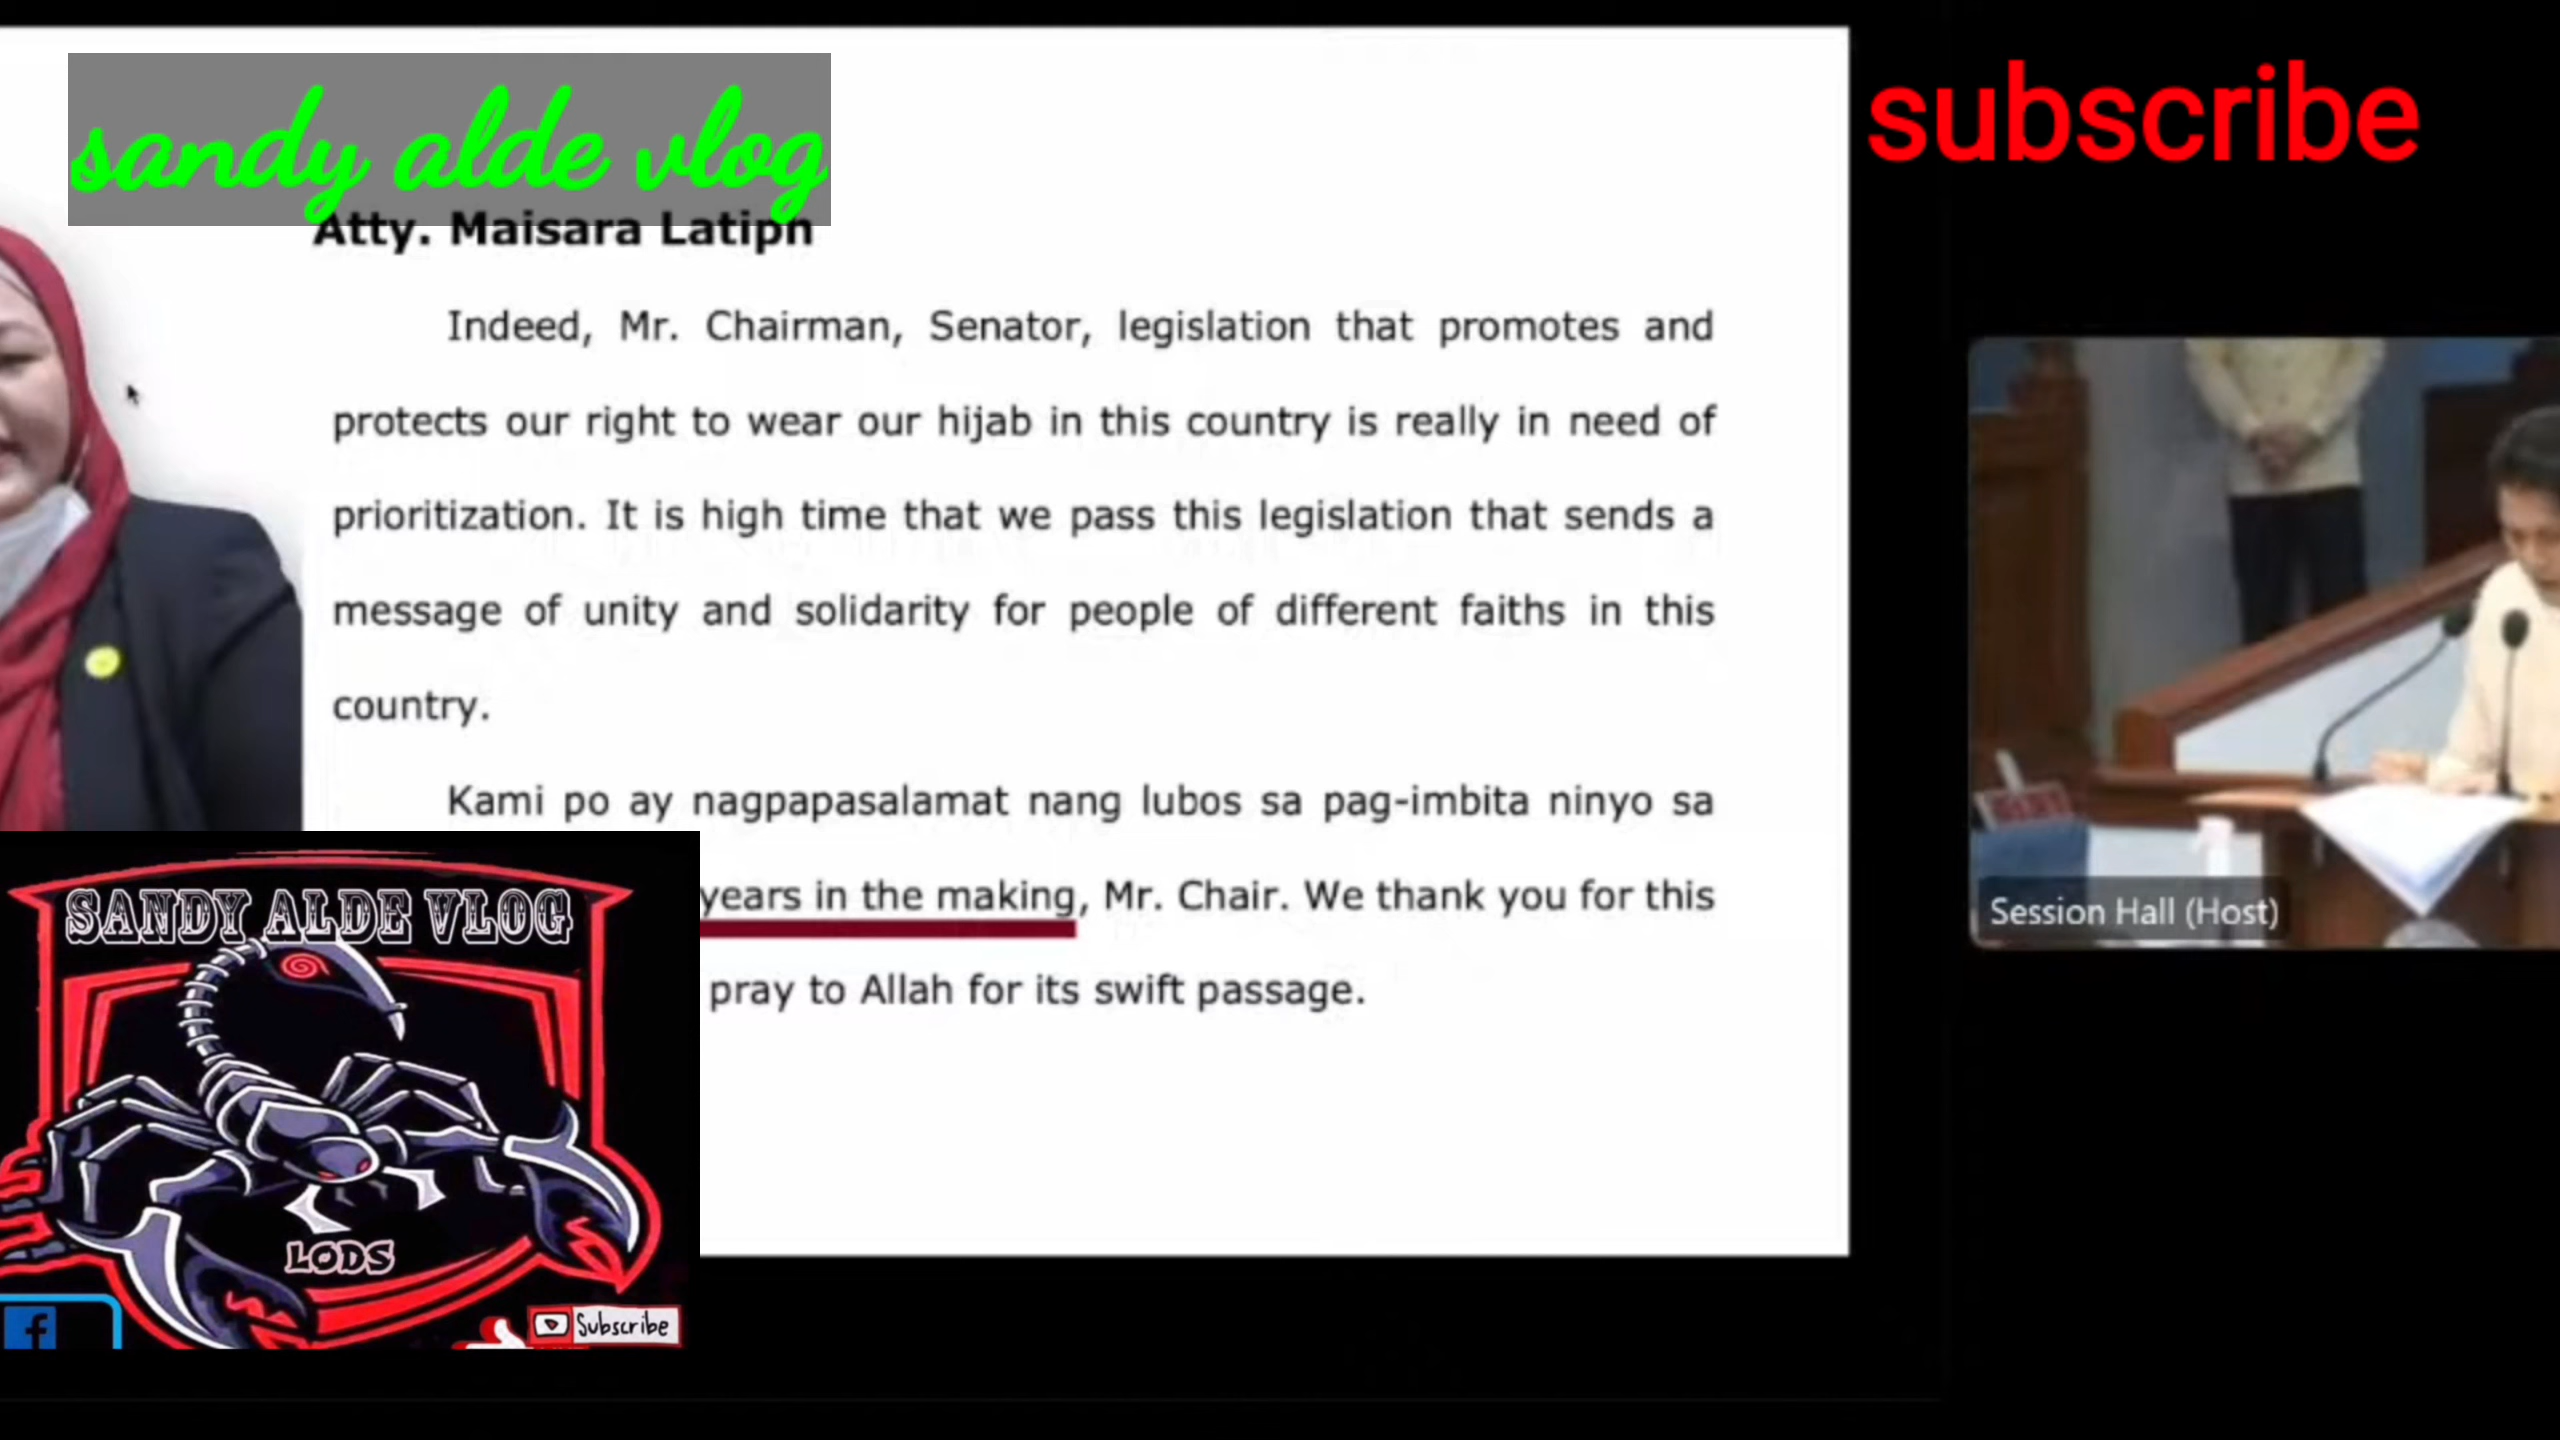 sandy alde vlog
subscribe
Atty. Maisara Latiph
Indeed, Mr. Chairman, Senator, legislation that promotes and
protects our right to wear our hijab in this country is really in need of
prioritization. It is high time that we pass this legislation that sends a
message of unity and solidarity for people of different faiths in this
country.
Kami po ay nagpapasalamat nang lubos sa pag-imbita ninyo sa
years in the making, Mr. Chair. We thank you for this
pray to Allah for its swift passage.
Session Hall (Host)
SANDY ALDE VLOG
LODS
Subscribe